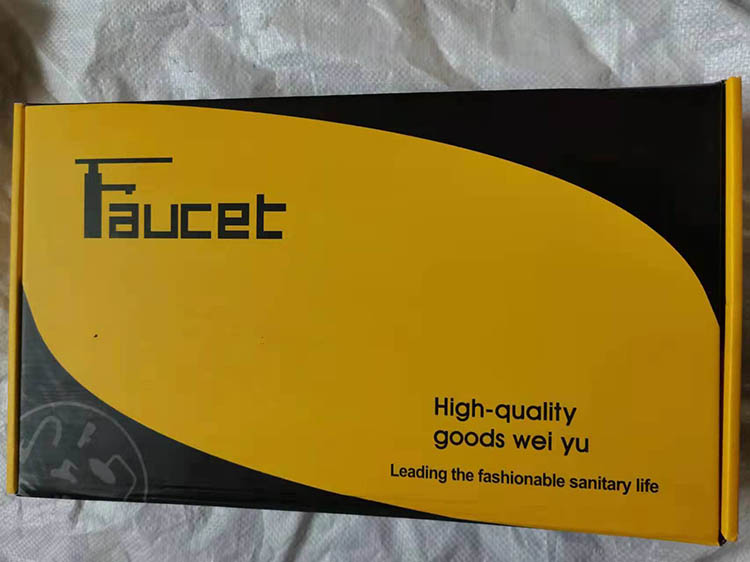 Faucet
High-quality
goods wei yu
Leading the fashionable sanitary life